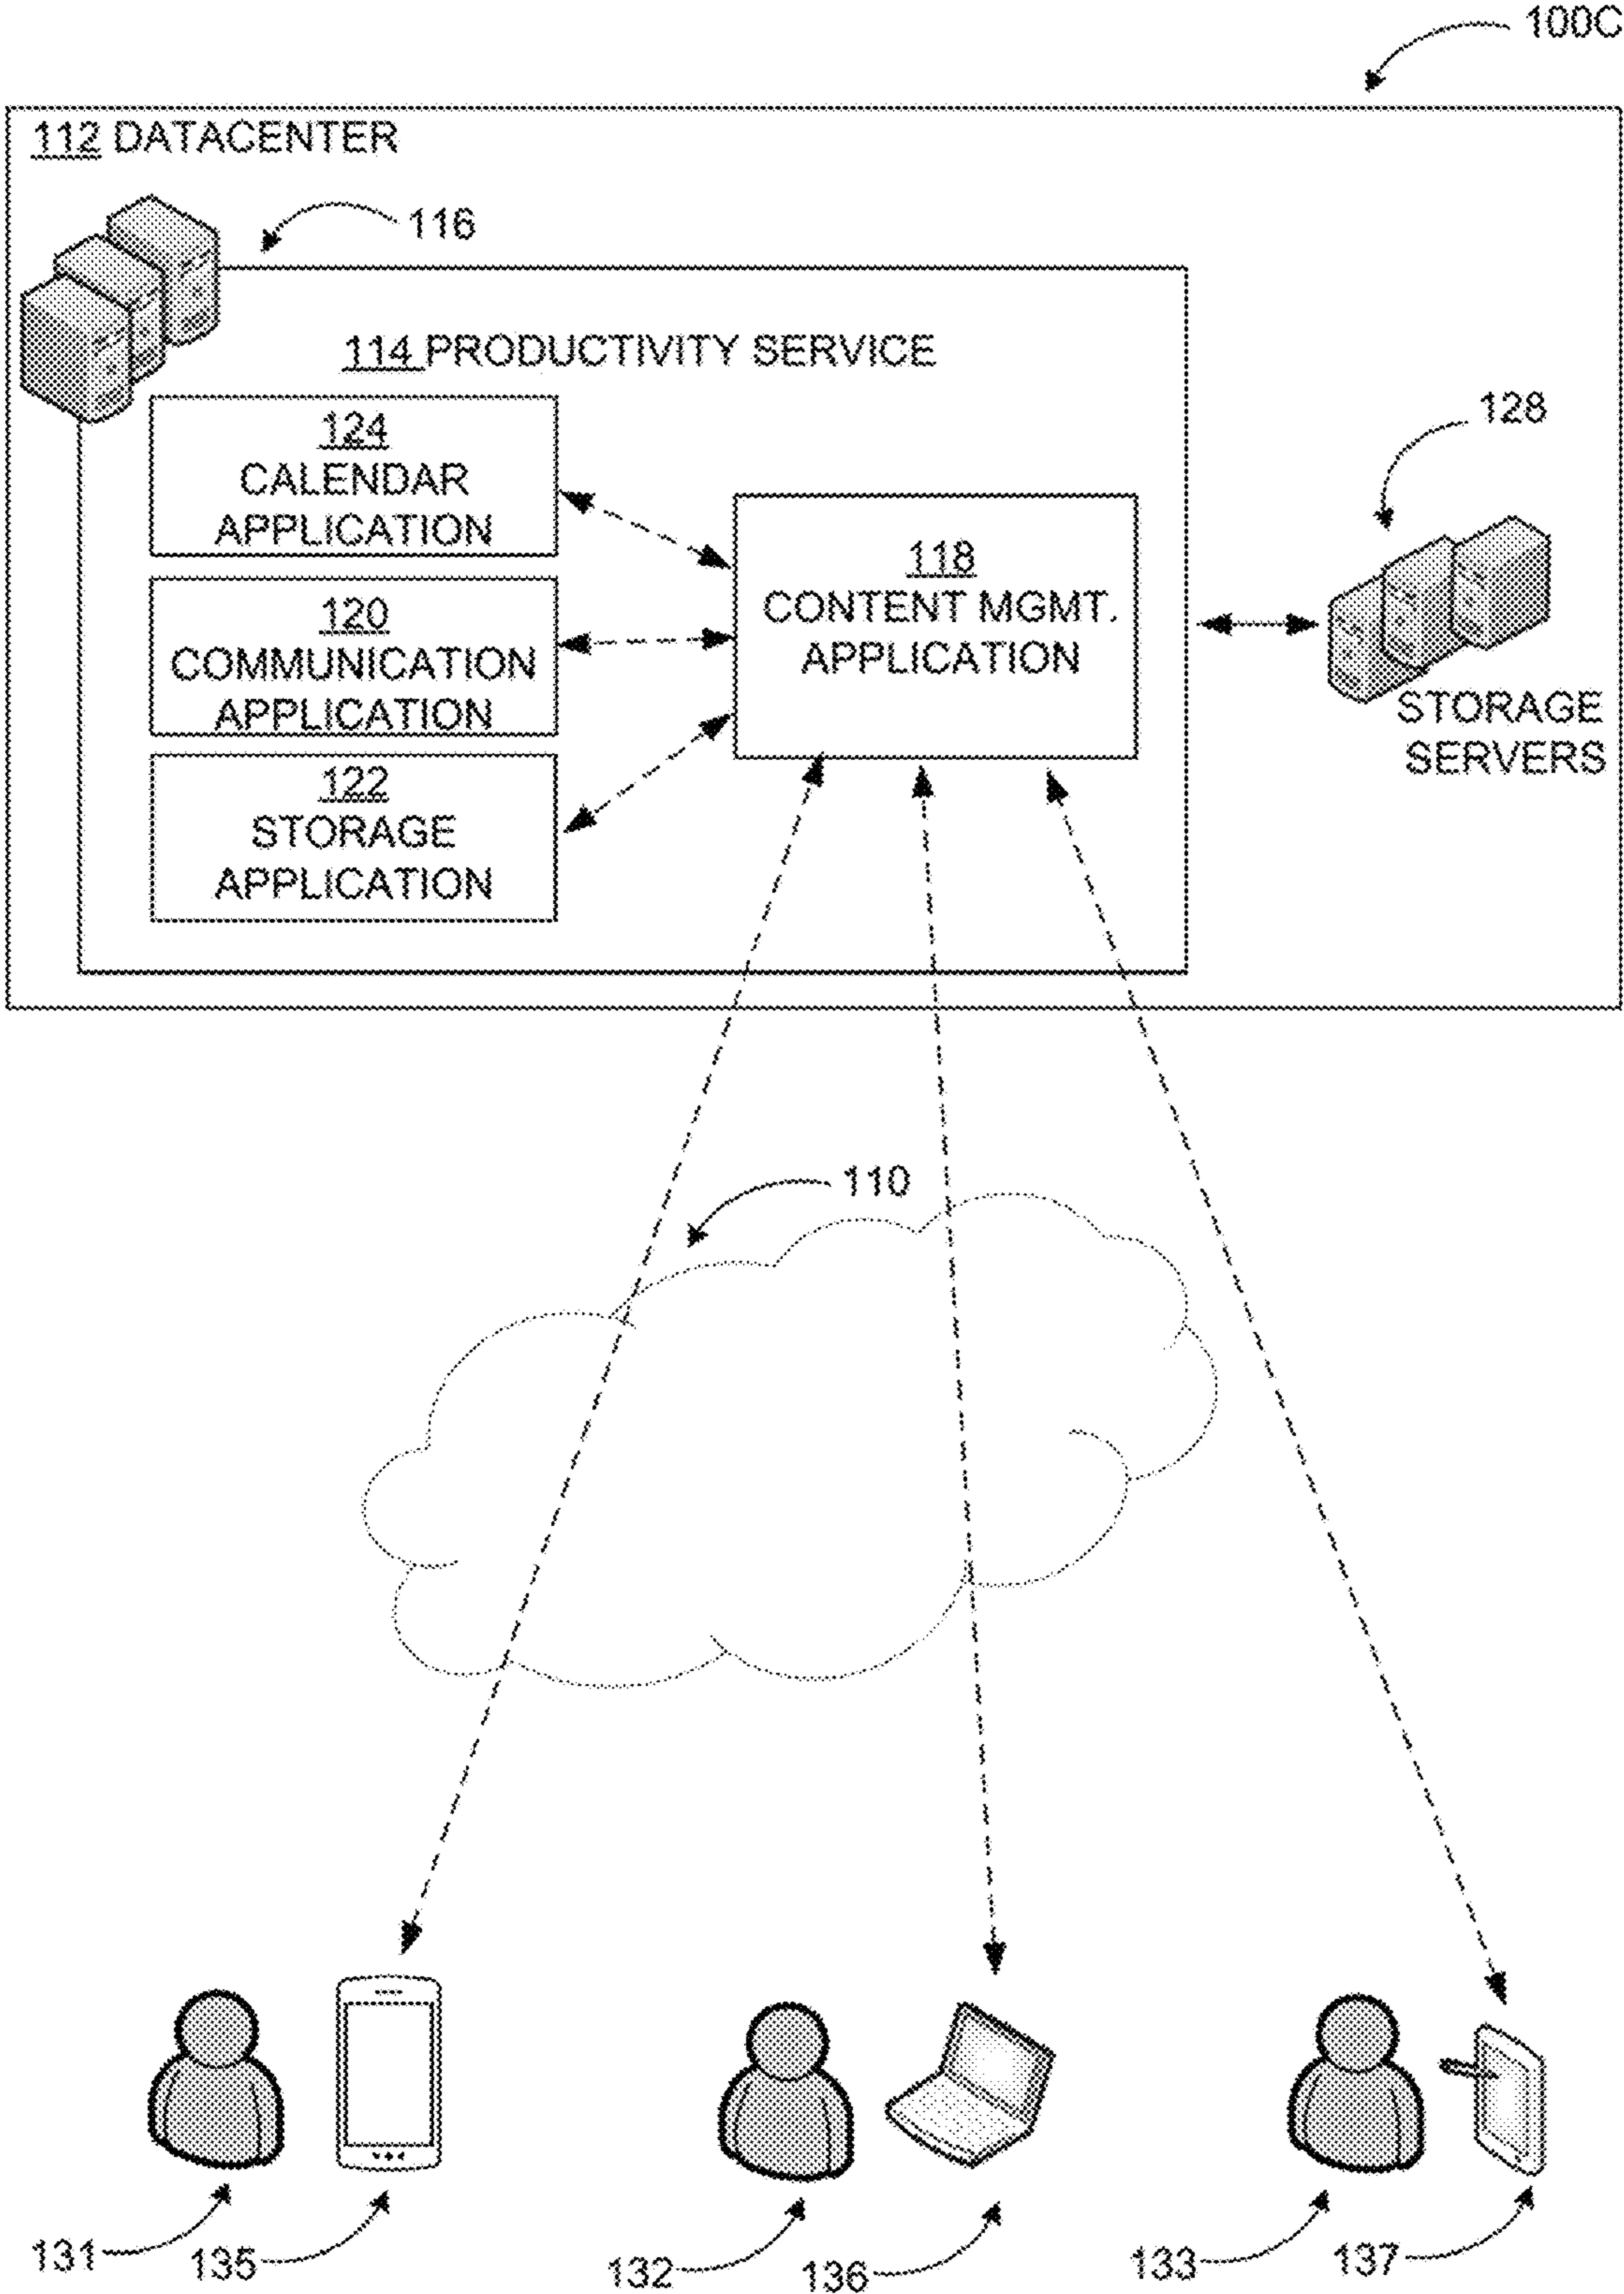 100C
112 DATACENTER
116
114 PRODUCTIVITY SERVICE
124
CALENDAR
APPLICATION
120
COMMUNICATION
APPLICATION
122
STORAGE
APPLICATION
118
CONTENT MGMT.
APPLICATION
128
STORAGE
SERVERS
110
131
135
132
136
133
137